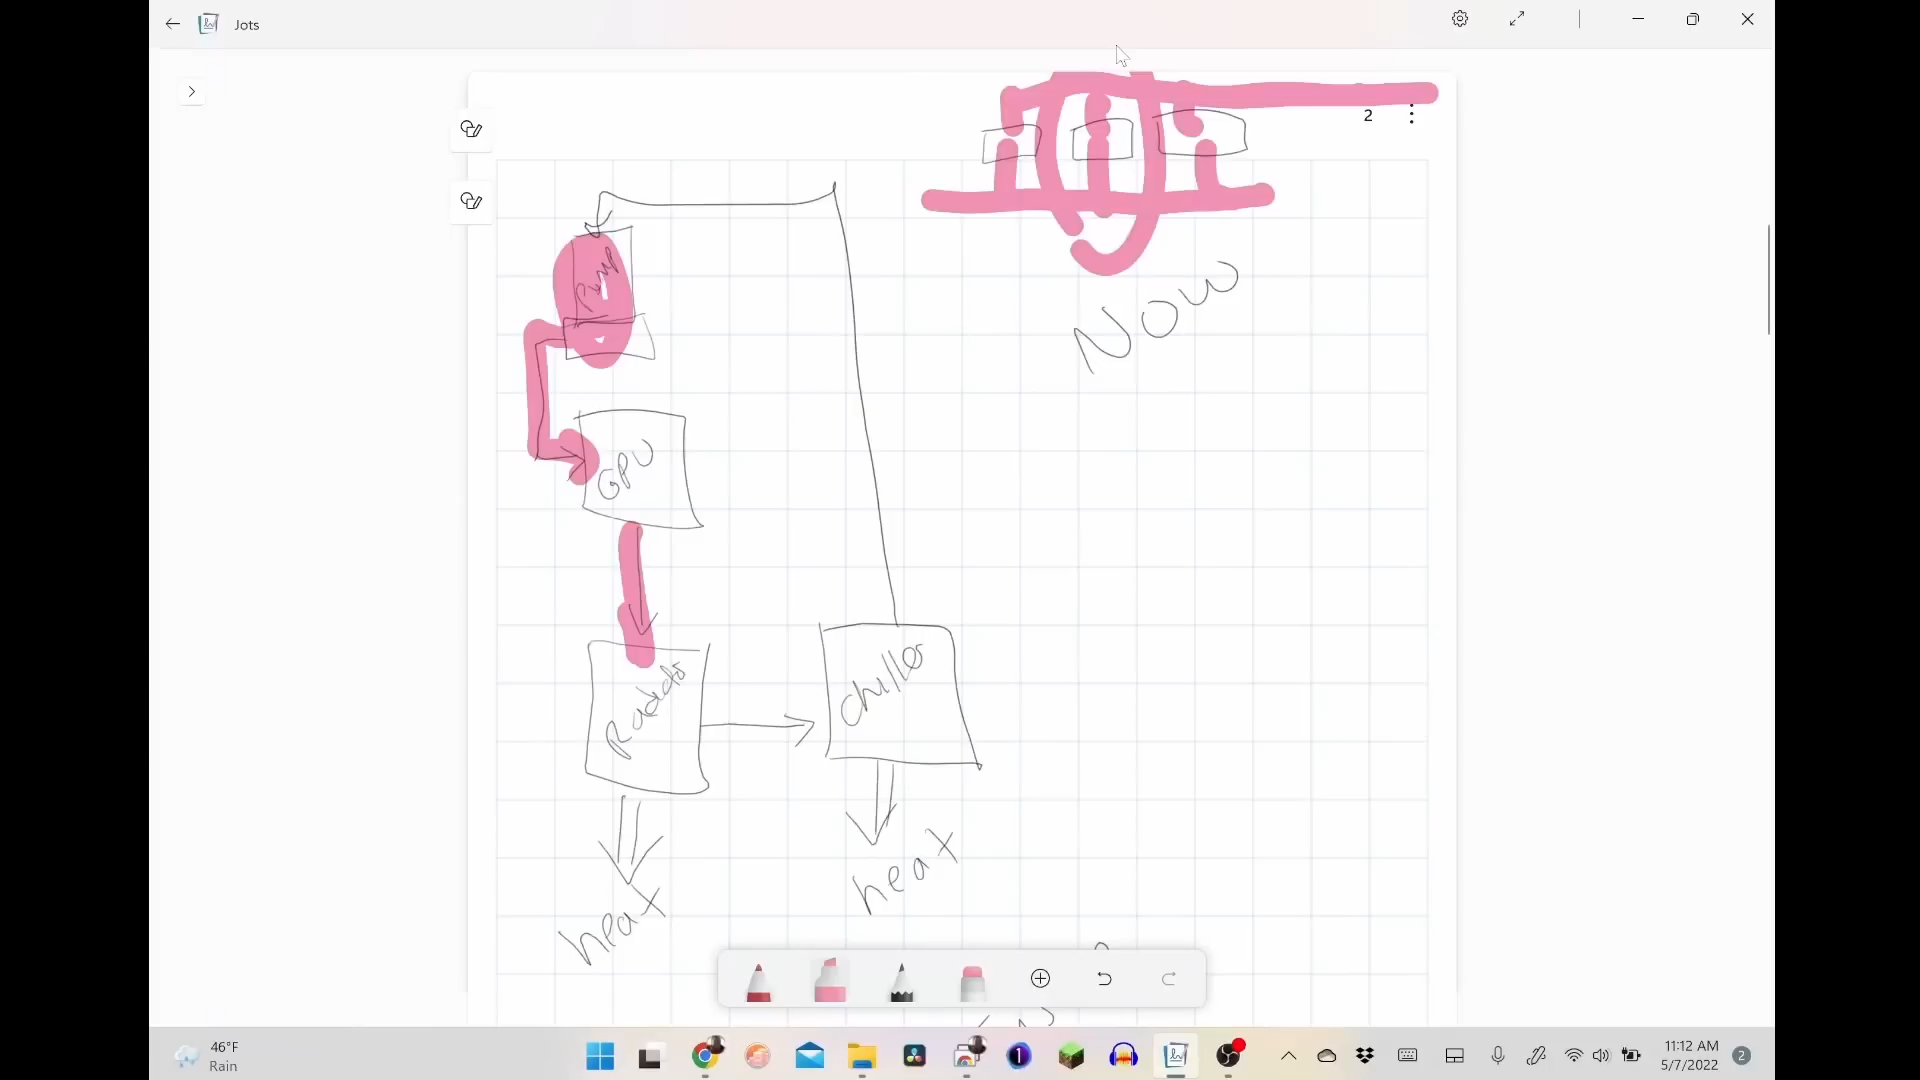 Jots
2
Pump
Now
GPU
Radiator
Chiller
heat
heat
46°F
Rain
11:12 AM
5/7/2022
2